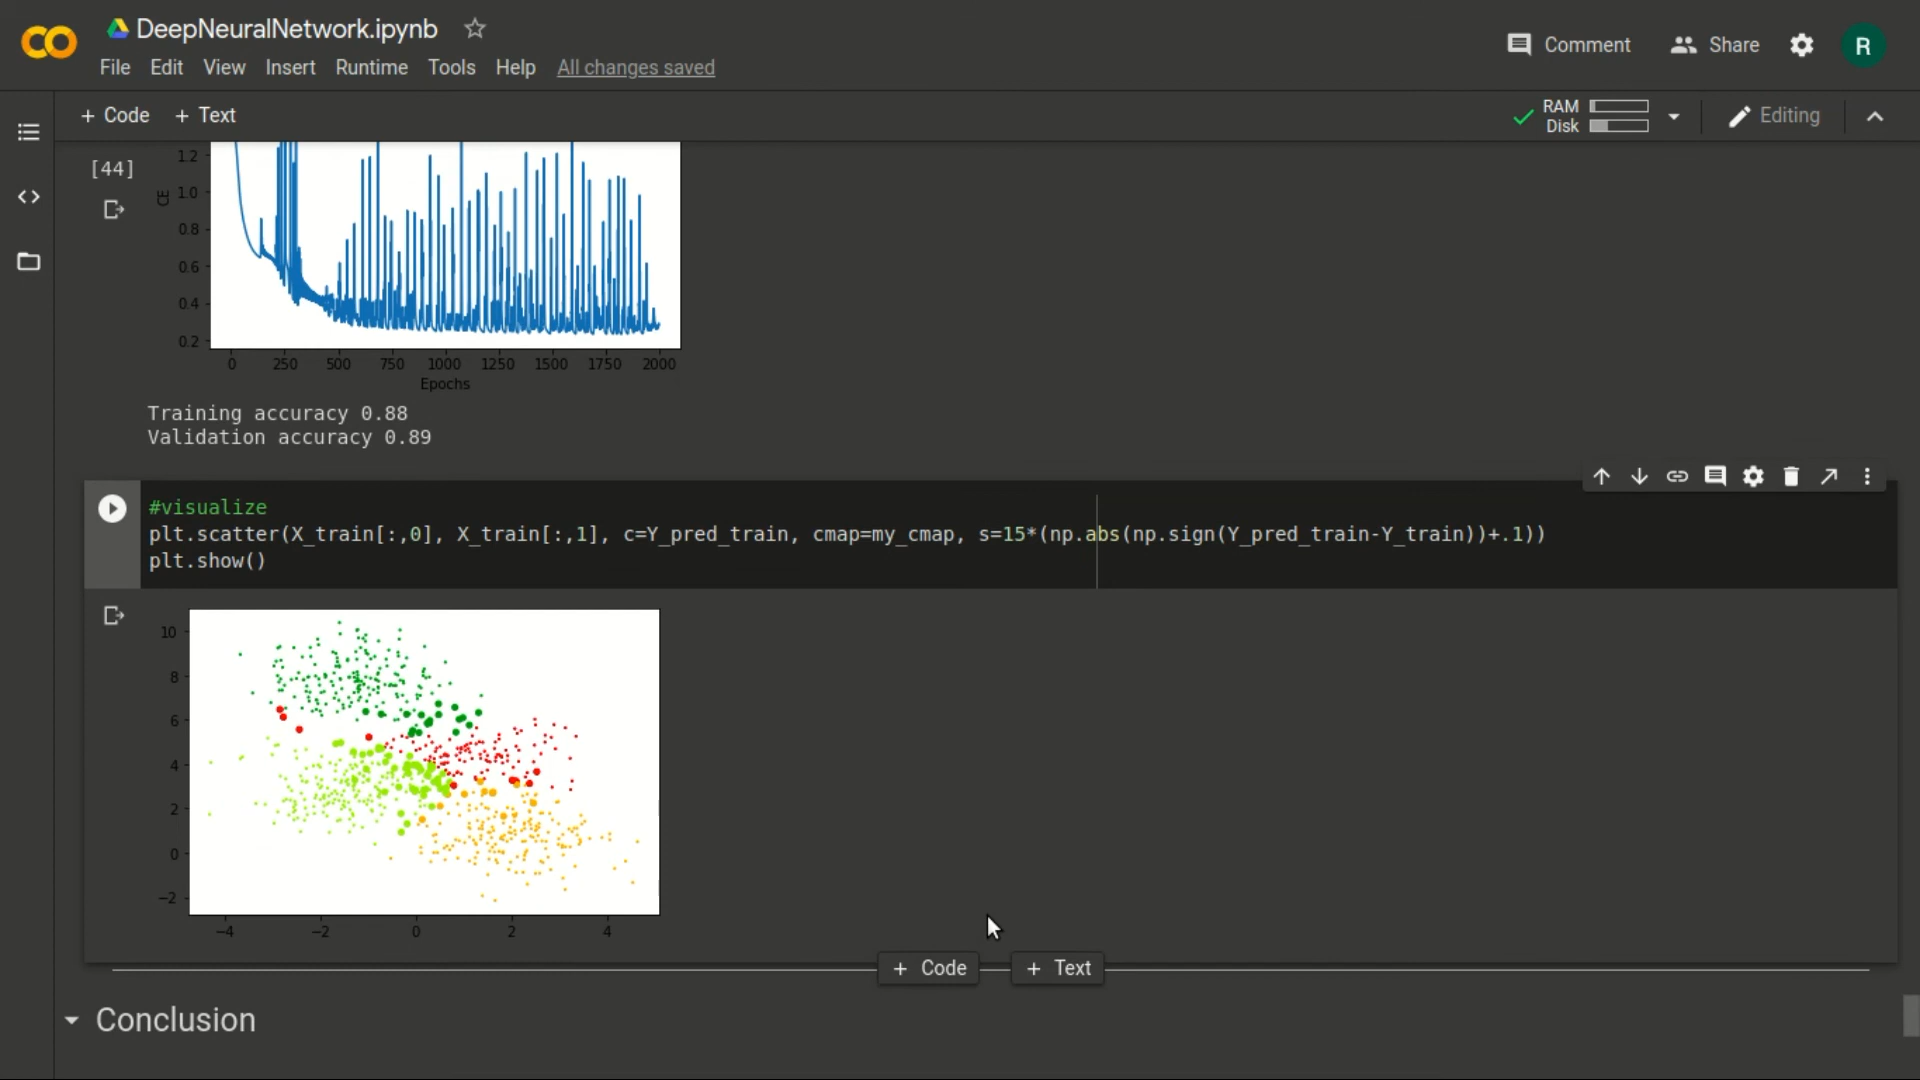 DeepNeuralNetwork.ipynb
Comment
Share
R
File Edit View Insert Runtime Tools Help All changes saved
+ Code + Text
RAM
Disk
Editing
[44]
1.2
1.0
0.8
0.6
0.4
0.2
CE
0 250 500 750 1000 1250 1500 1750 2000
Epochs
Training accuracy 0.88
Validation accuracy 0.89
#visualize
plt.scatter(X_train[:,0], X_train[:,1], c=Y_pred_train, cmap=my_cmap, s=15*(np.abs(np.sign(Y_pred_train-Y_train))+.1))
plt.show()
10
8
6
4
2
0
−2
−4 −2 0 2 4
+ Code + Text
Conclusion